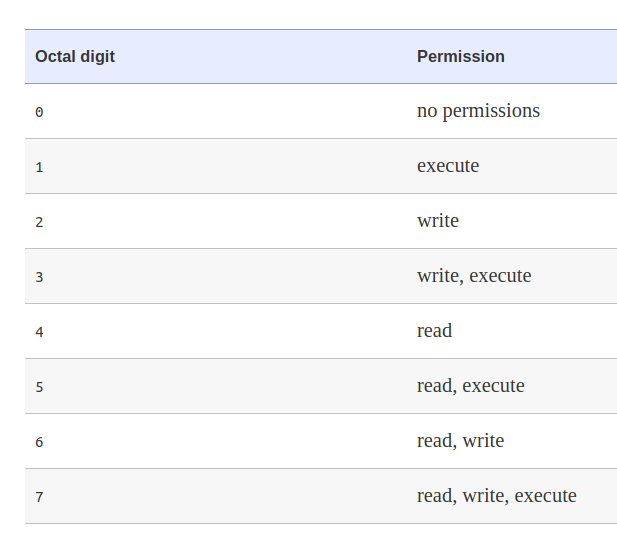 Octal digit Permission
0 no permissions
1 execute
2 write
3 write, execute
4 read
5 read, execute
6 read, write
7 read, write, execute